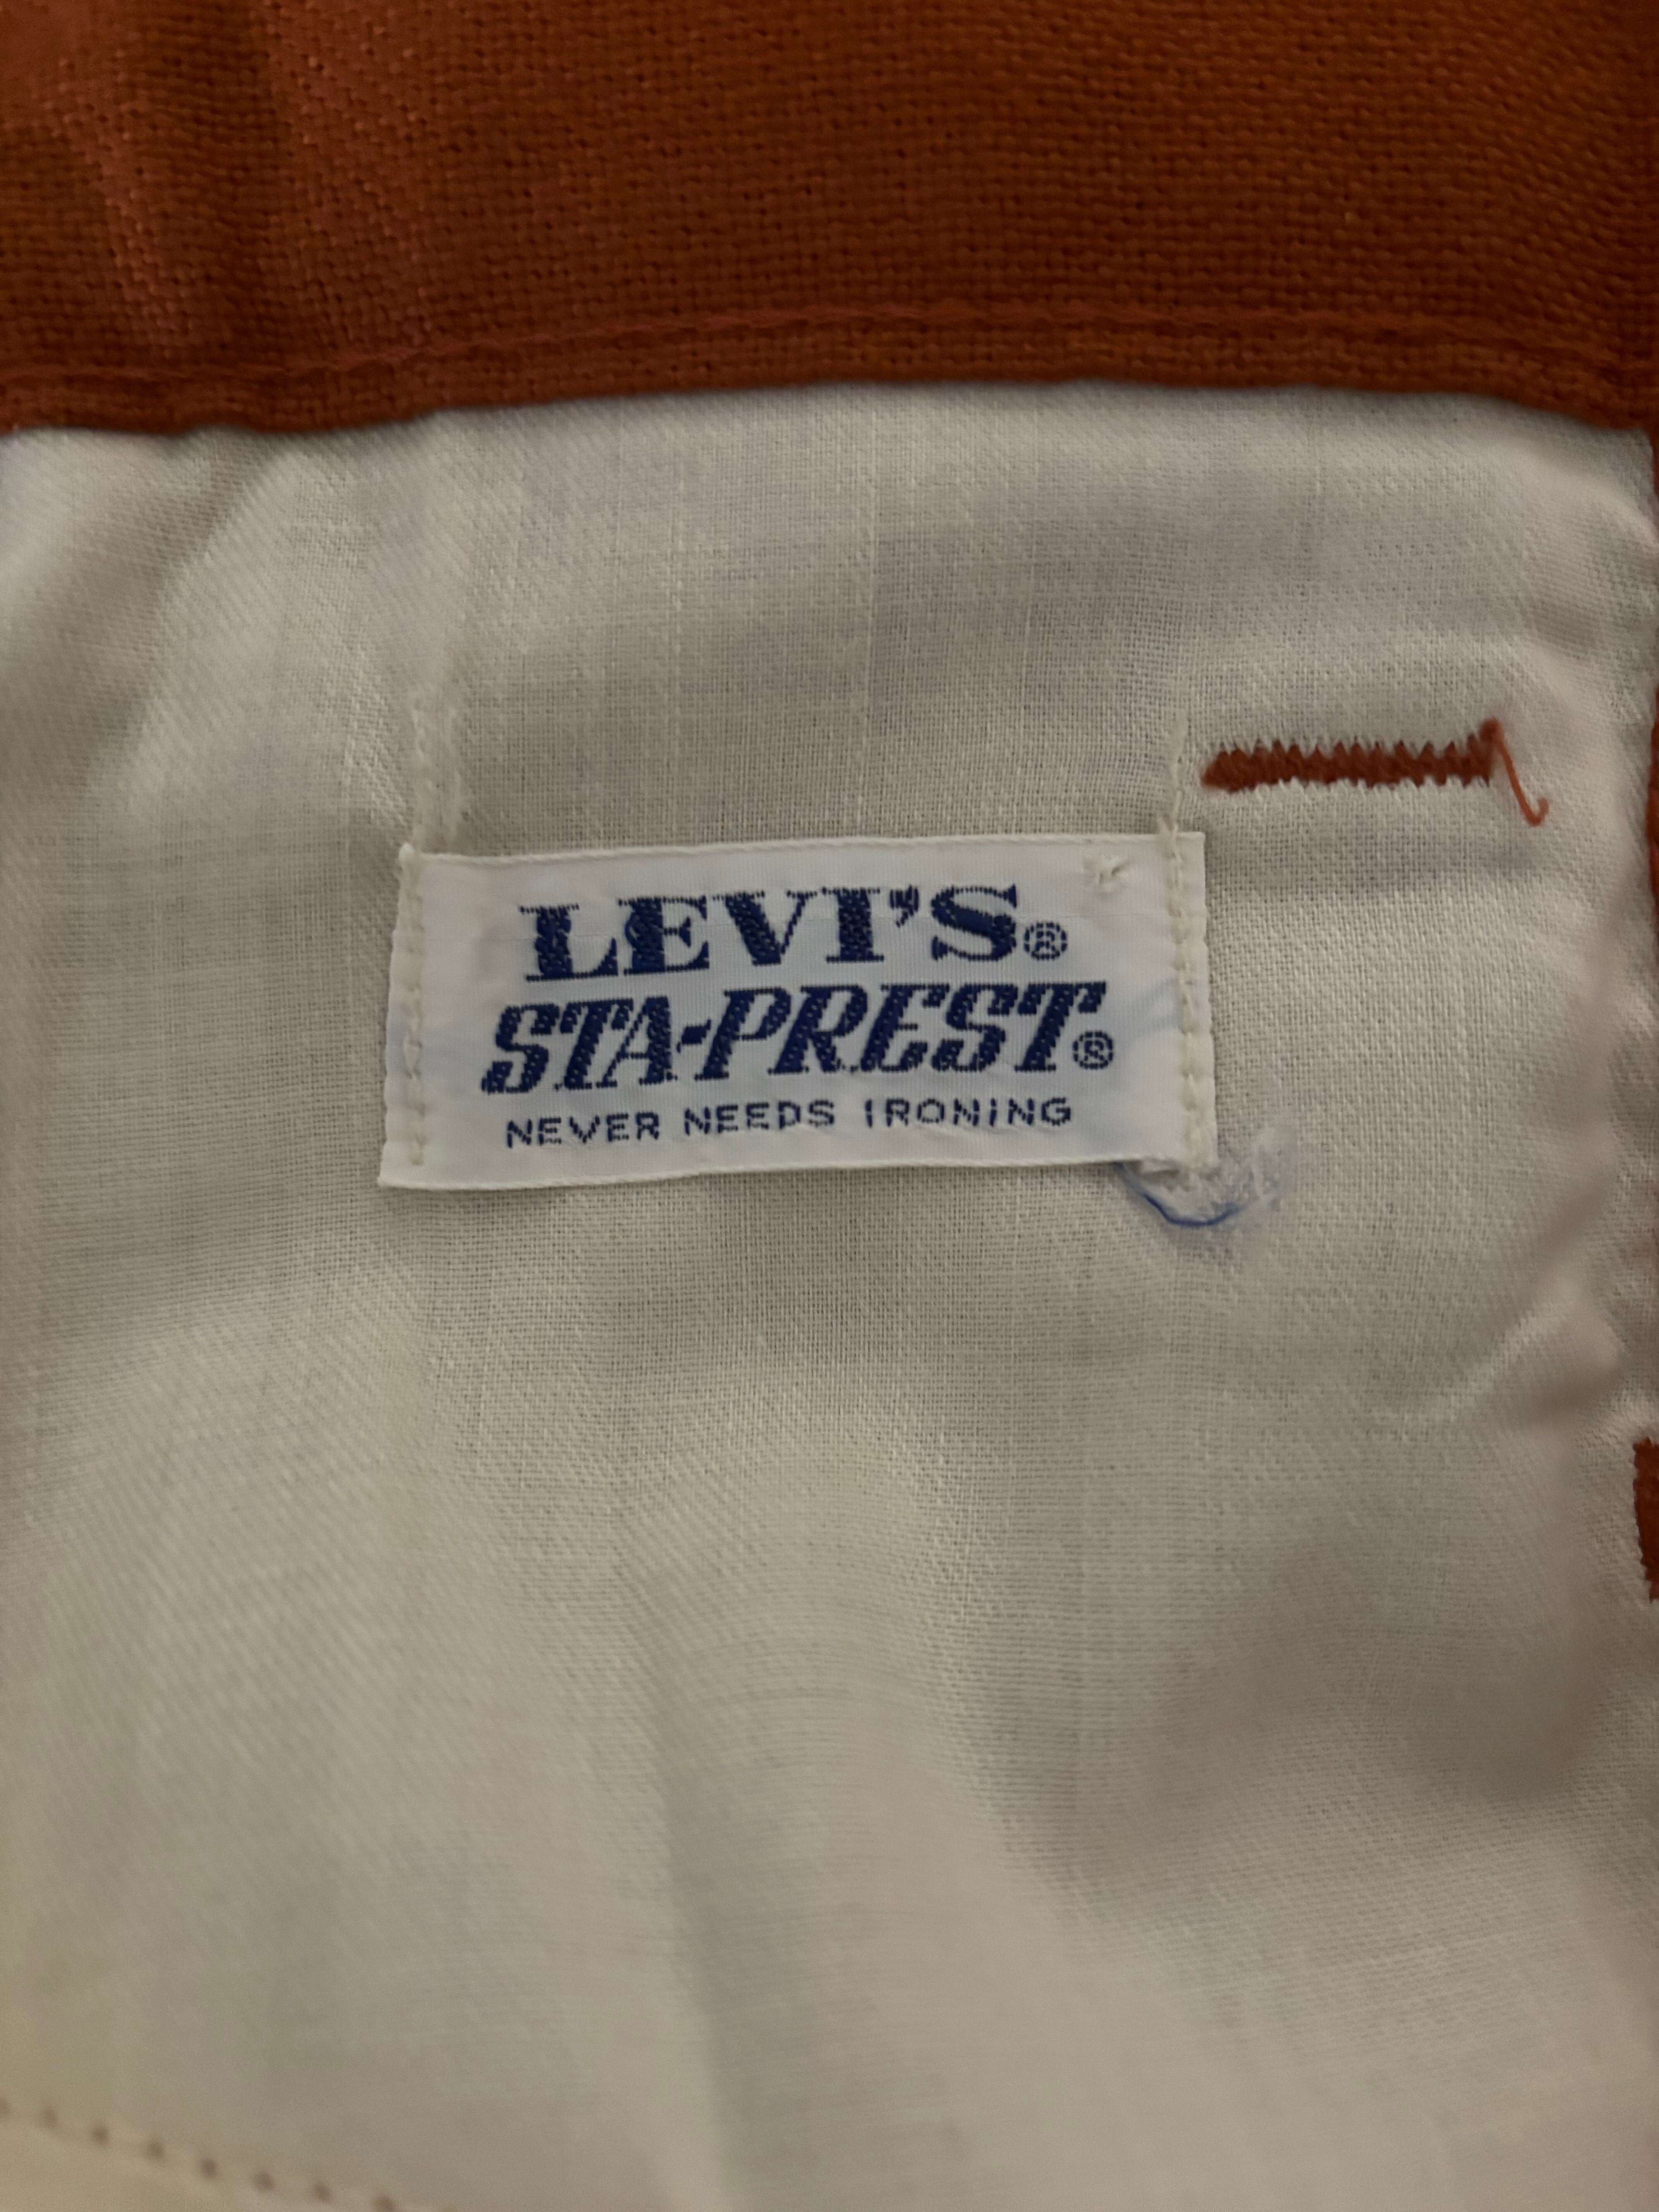 LEVI'S®
STA-PREST®
NEVER NEEDS IRONING